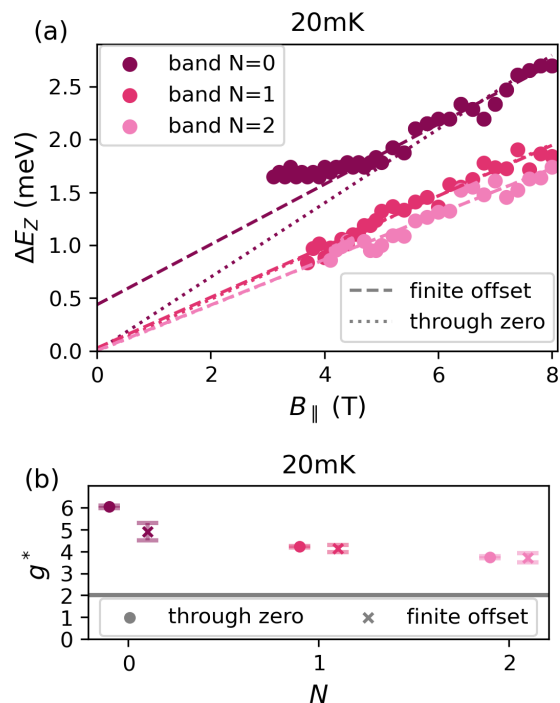 (a)
20mK
band N=0
band N=1
band N=2
2.5
2.0
1.5
1.0
0.5
0.0
ΔE_Z (meV)
finite offset
through zero
0 2 4 6 8
B_∥ (T)
(b)
20mK
6
5
4
3
2
1
0
g*
through zero finite offset
0 1 2
N